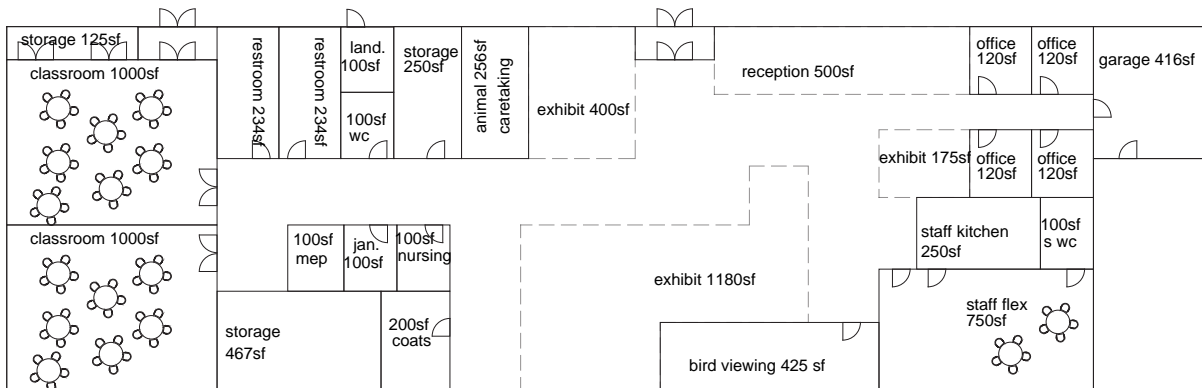 storage 125sf
classroom 1000sf
restroom 234sf
restroom 234sf
land.
100sf
100sf
wc
storage
250sf
animal 256sf
caretaking
exhibit 400sf
reception 500sf
office
120sf
office
120sf
garage 416sf
exhibit 175sf
office
120sf
office
120sf
classroom 1000sf
100sf
mep
jan.
100sf
100sf
nursing
staff kitchen
250sf
100sf
s wc
exhibit 1180sf
storage
467sf
200sf
coats
bird viewing 425 sf
staff flex
750sf